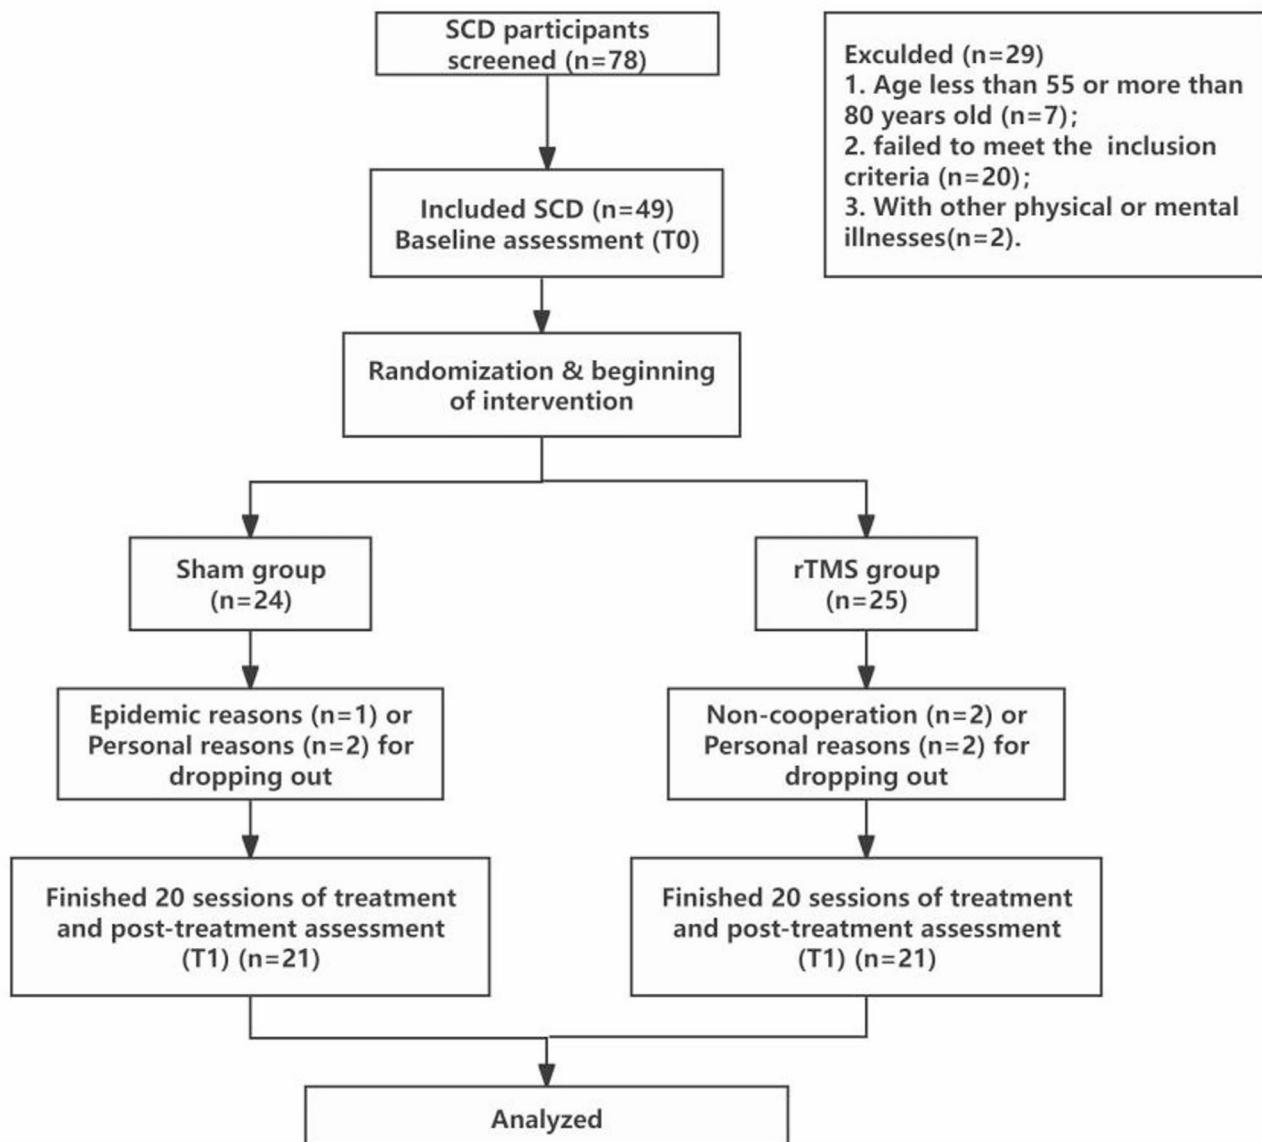 SCD participants
screened (n=78)
Exculded (n=29)
1. Age less than 55 or more than
80 years old (n=7);
2. failed to meet the  inclusion
criteria (n=20);
3. With other physical or mental
illnesses(n=2).
Included SCD (n=49)
Baseline assessment (T0)
Randomization & beginning
of intervention
Sham group
(n=24)
rTMS group
(n=25)
Epidemic reasons (n=1) or
Personal reasons (n=2) for
dropping out
Non-cooperation (n=2) or
Personal reasons (n=2) for
dropping out
Finished 20 sessions of treatment
and post-treatment assessment
(T1) (n=21)
Finished 20 sessions of treatment
and post-treatment assessment
(T1) (n=21)
Analyzed